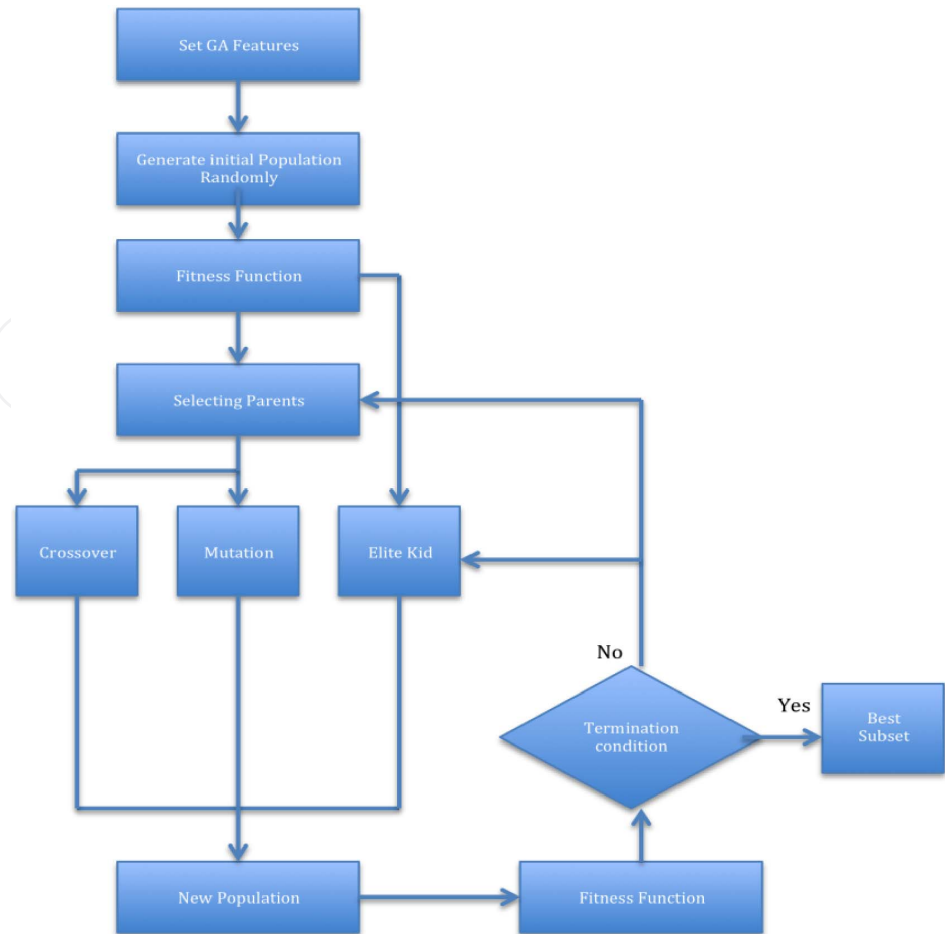 Set GA Features
Generate initial Population
Randomly
Fitness Function
Selecting Parents
Crossover
Mutation
Elite Kid
No
Yes
Termination
condition
Best
Subset
New Population
Fitness Function